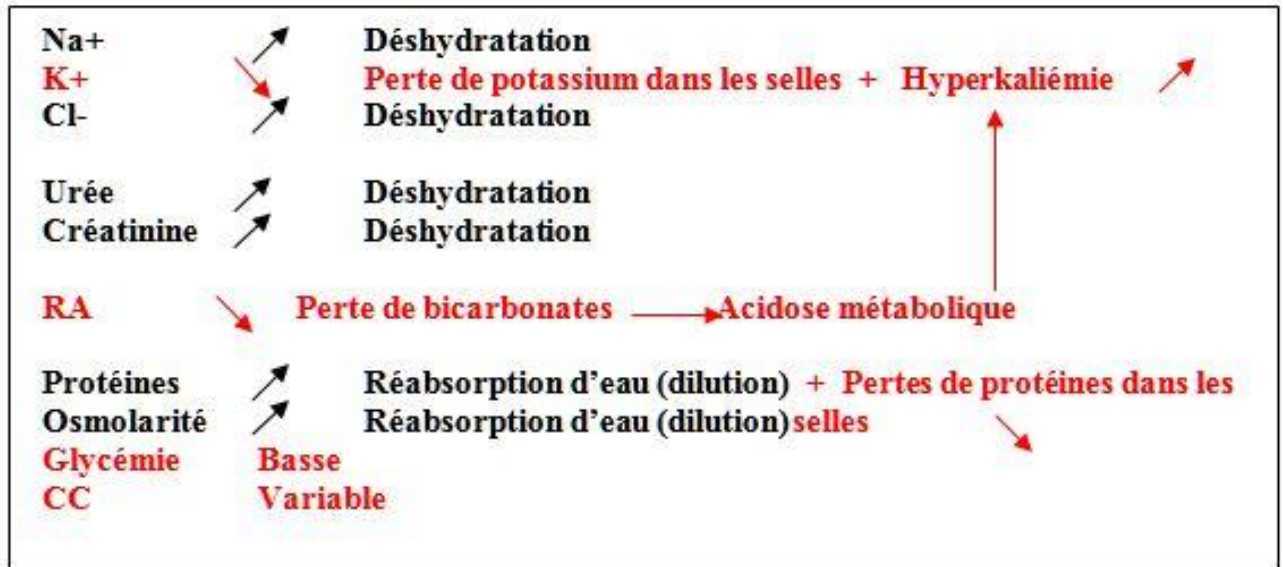 Na+ Déshydratation
K+ Perte de potassium dans les selles + Hyperkaliémie
Cl- Déshydratation
Urée Déshydratation
Créatinine Déshydratation
RA Perte de bicarbonates Acidose métabolique
Protéines Réabsorption d'eau (dilution) + Pertes de protéines dans les
Osmolarité Réabsorption d'eau (dilution) selles
Glycémie Basse
CC Variable